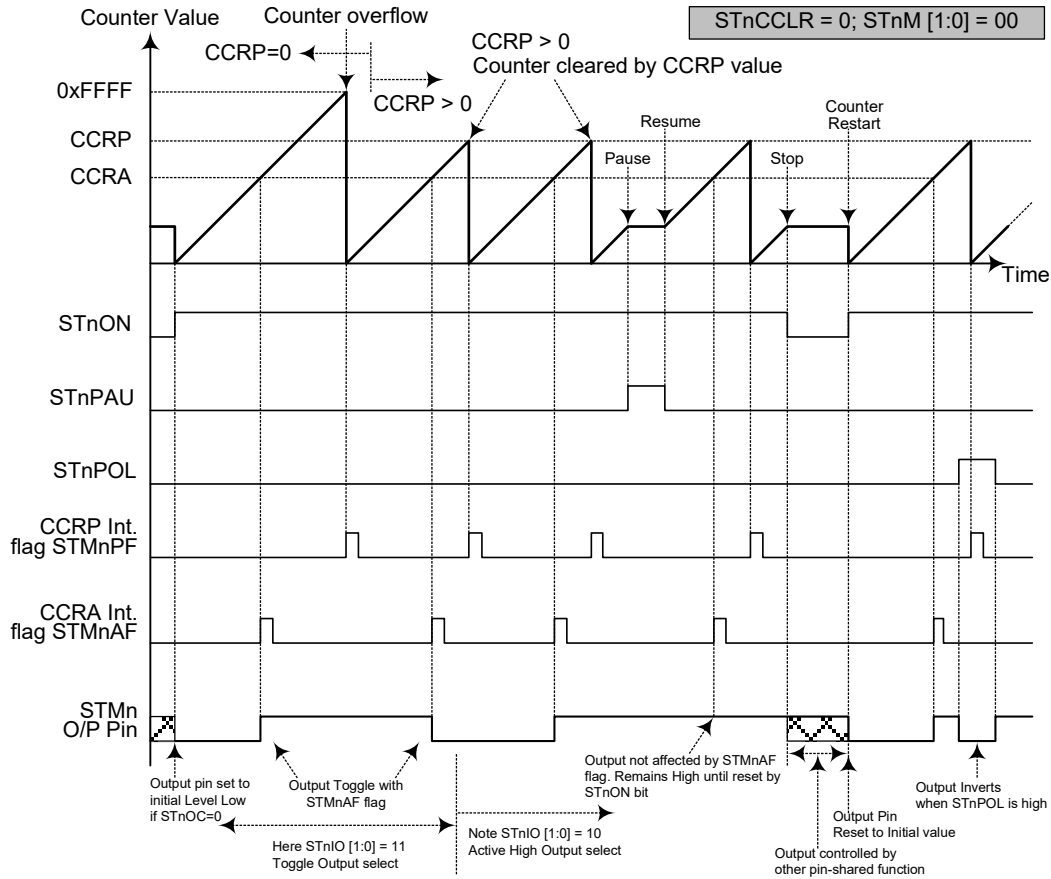 Counter Value
Counter overflow
STnCCLR = 0; STnM [1:0] = 00
CCRP=0
CCRP > 0
CCRP > 0
Counter cleared by CCRP value
0xFFFF
CCRP
CCRA
Pause
Resume
Stop
Counter
Restart
Time
STnON
STnPAU
STnPOL
CCRP Int.
flag STMnPF
CCRA Int.
flag STMnAF
STMn
O/P Pin
Output pin set to
initial Level Low
if STnOC=0
Output Toggle with
STMnAF flag
Output not affected by STMnAF
flag. Remains High until reset by
STnON bit
Output Inverts
when STnPOL is high
Here STnIO [1:0] = 11
Toggle Output select
Note STnIO [1:0] = 10
Active High Output select
Output Pin
Reset to Initial value
Output controlled by
other pin-shared function